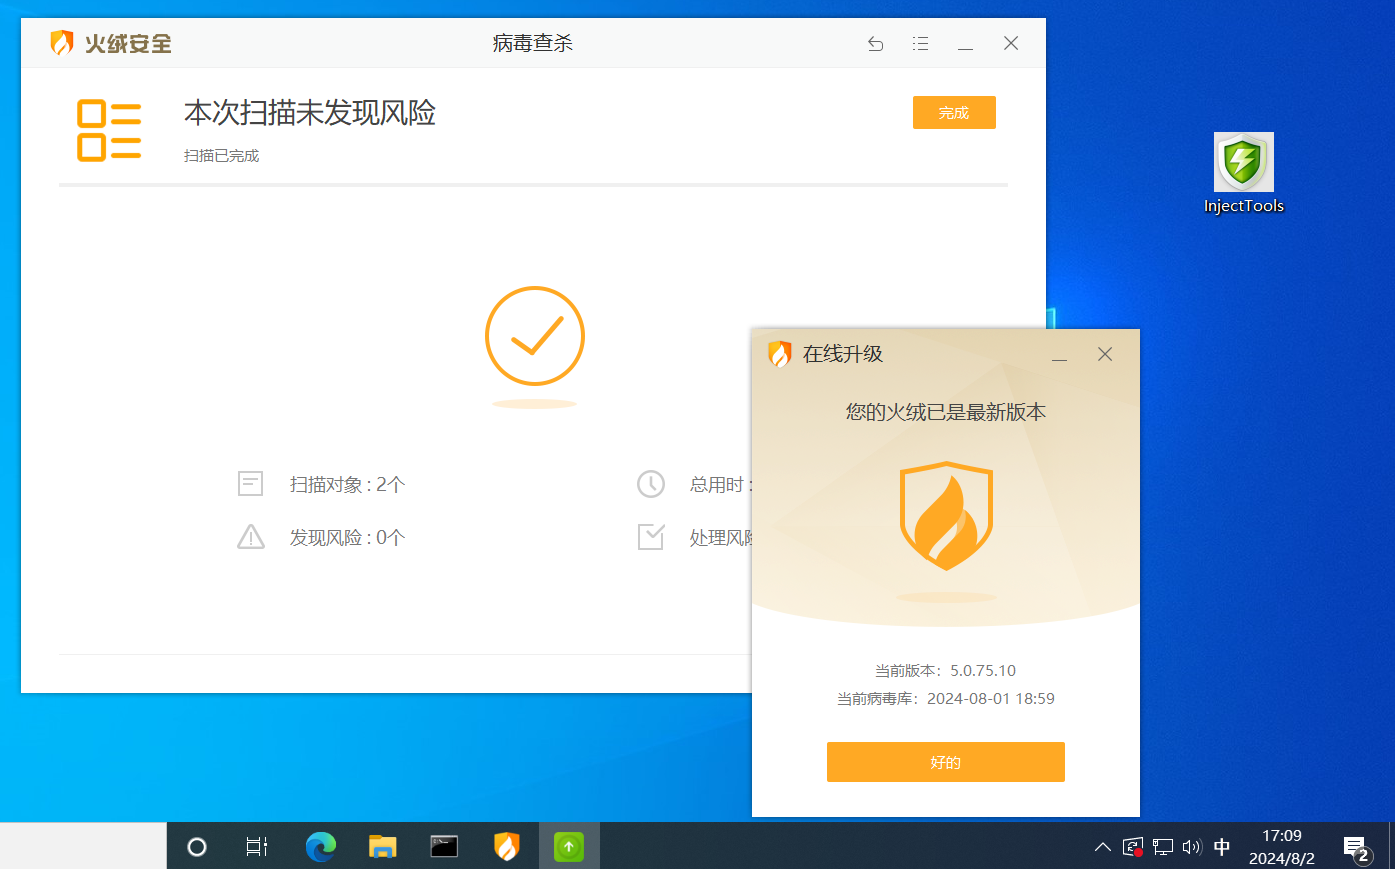 火绒安全
病毒查杀
本次扫描未发现风险
完成
扫描已完成
InjectTools
扫描对象 : 2个
总用时 :
发现风险 : 0个
处理风险
在线升级
您的火绒已是最新版本
当前版本：5.0.75.10
当前病毒库：2024-08-01 18:59
好的
中
17:09
2024/8/2
2